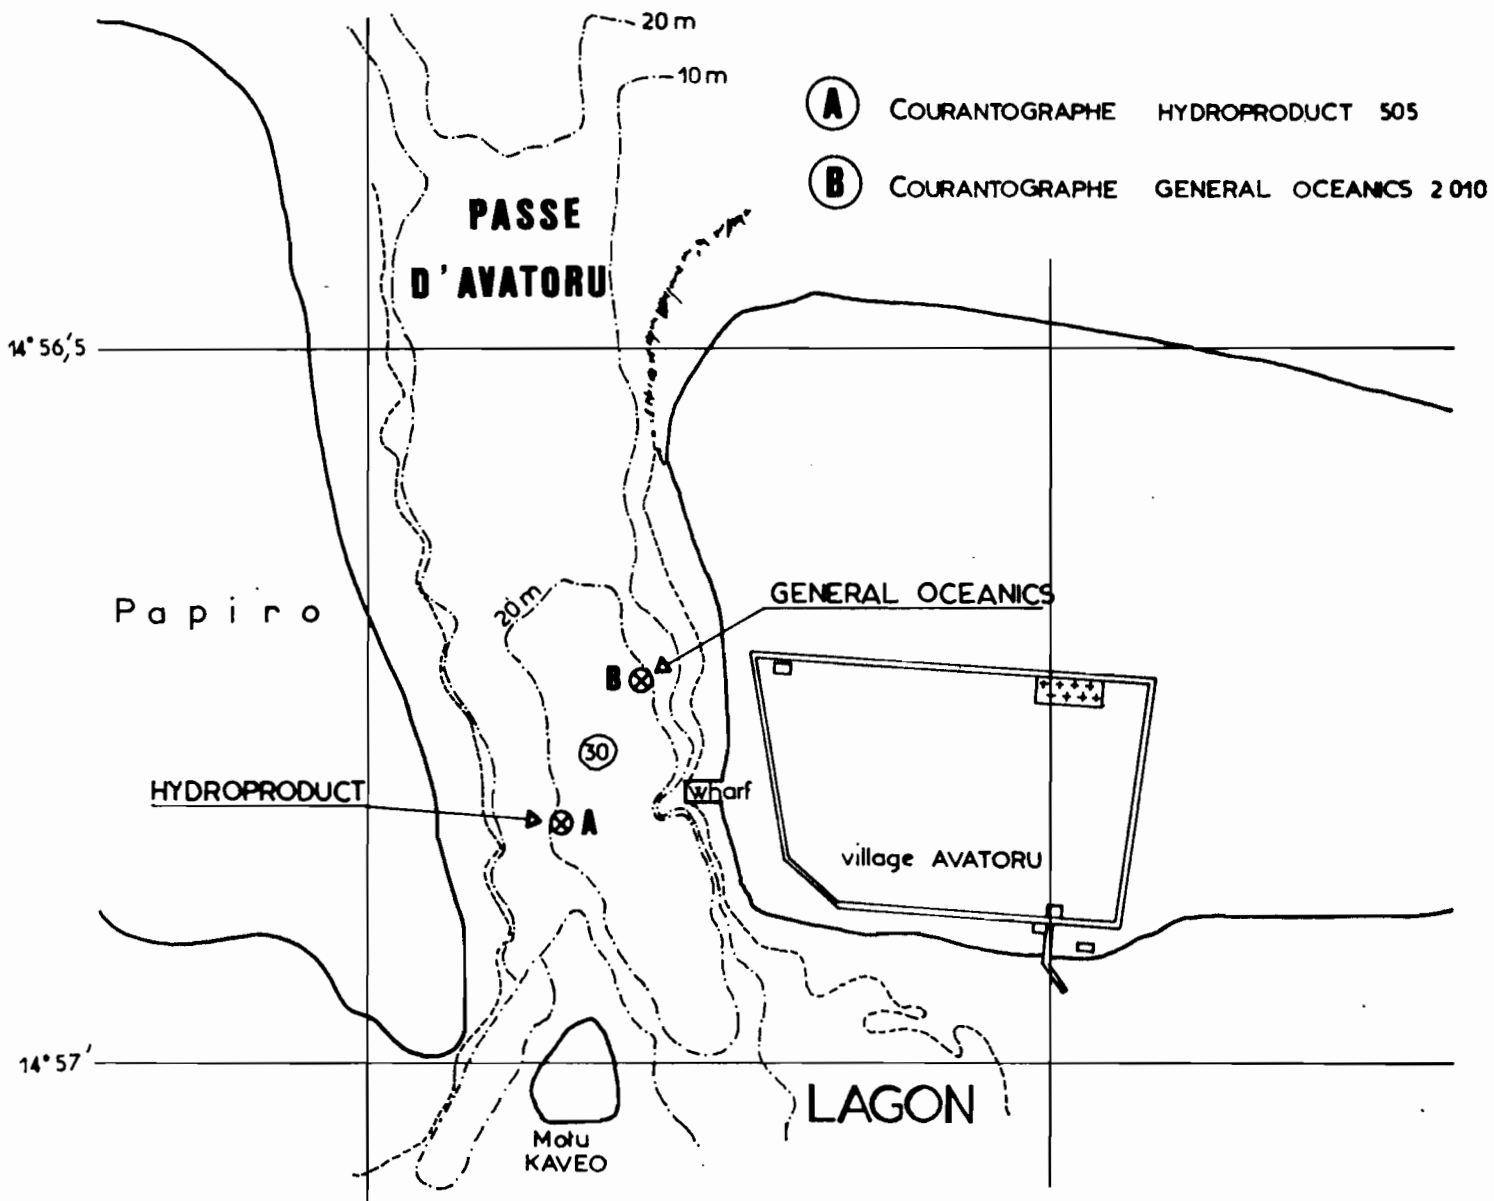 20 m
10 m
A COURANTOGRAPHE HYDROPRODUCT 505
B COURANTOGRAPHE GENERAL OCEANICS 2 010
PASSE
D'AVATORU
14° 56',5
Papiro
20 m
GENERAL OCEANICS
B
30
HYDROPRODUCT
A
wharf
village AVATORU
14° 57'
LAGON
Motu
KAVEO